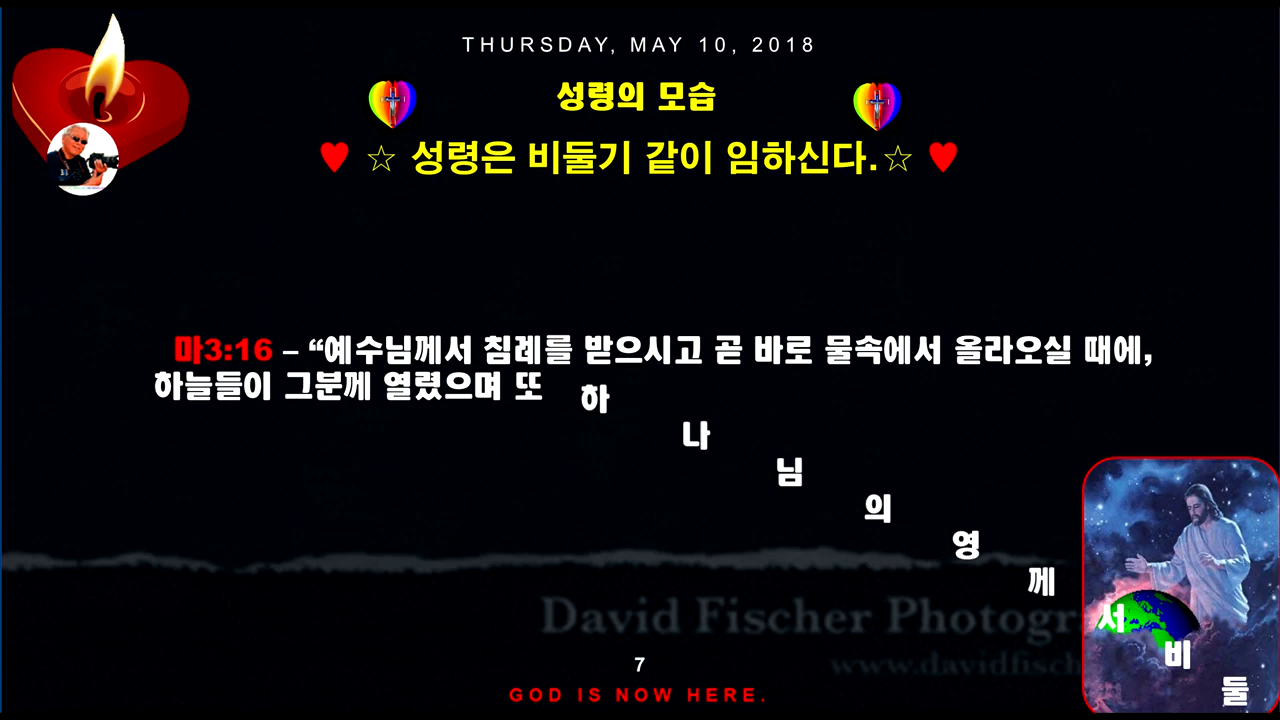 THURSDAY, MAY 10, 2018
성령의 모습
♥ ☆ 성령은 비둘기 같이 임하신다.☆ ♥
마3:16 – “예수님께서 침례를 받으시고 곧 바로 물속에서 올라오실 때에,
하늘들이 그분께 열렸으며 또 하
나
님
의
영
께
서
비
둘
David Fischer Photogr
www.davidfisch
7
GOD IS NOW HERE.